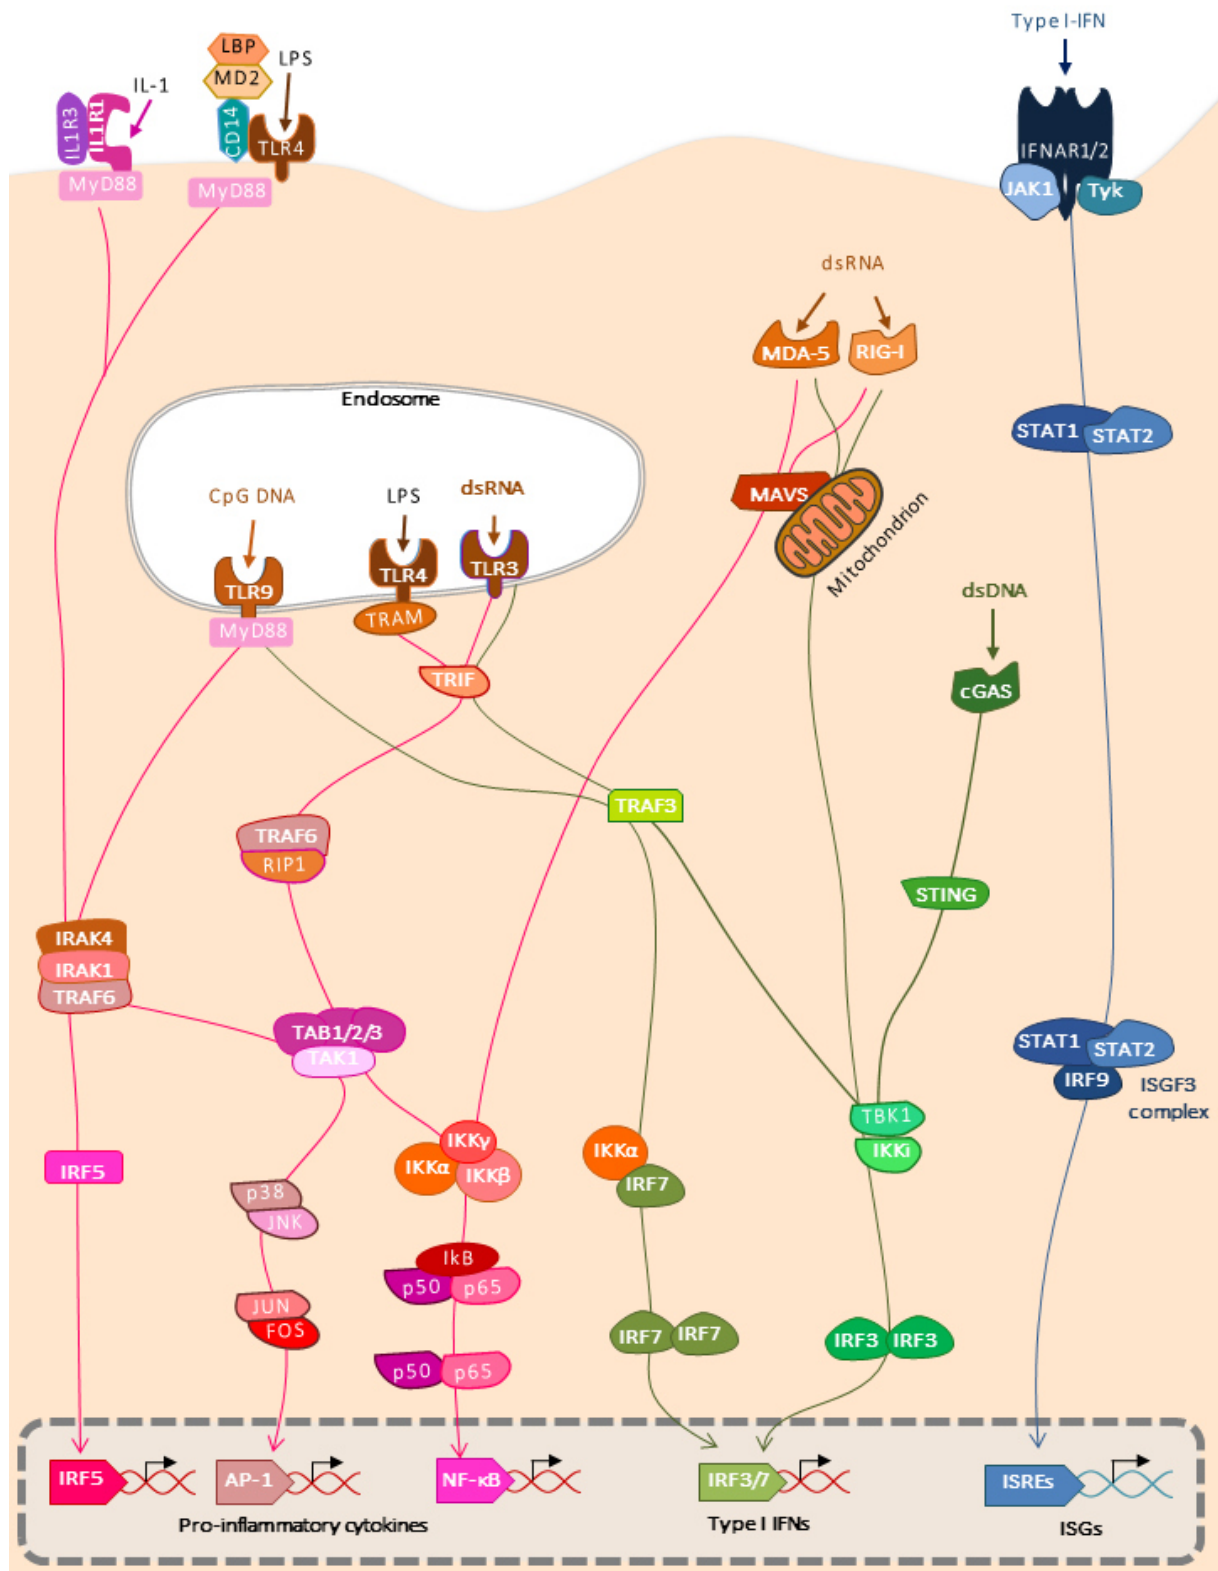 Type I-IFN
LBP
MD2
LPS
IL-1
IL1R3
IL1R1
CD14
TLR4
MyD88
MyD88
IFNAR1/2
JAK1
Tyk
dsRNA
MDA-5
RIG-I
Endosome
STAT1
STAT2
CpG DNA
LPS
dsRNA
MAVS
Mitochondrion
TLR9
TLR4
TLR3
MyD88
TRAM
dsDNA
TRIF
cGAS
TRAF3
TRAF6
RIP1
STING
IRAK4
IRAK1
TRAF6
TAB1/2/3
TAK1
STAT1
STAT2
IRF9
ISGF3
complex
TBK1
IKKi
IKKγ
IKKα
IKKβ
IKKα
IRF7
IRF5
p38
JNK
IkB
p50
p65
JUN
FOS
IRF7
IRF7
IRF3
IRF3
p50
p65
IRF5
AP-1
NF-κB
IRF3/7
ISREs
Pro-inflammatory cytokines
Type I IFNs
ISGs